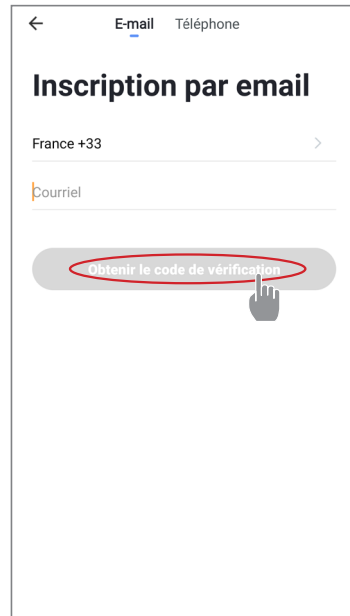 E-mail Téléphone
Inscription par email
France +33
Courriel
Obtenir le code de vérification